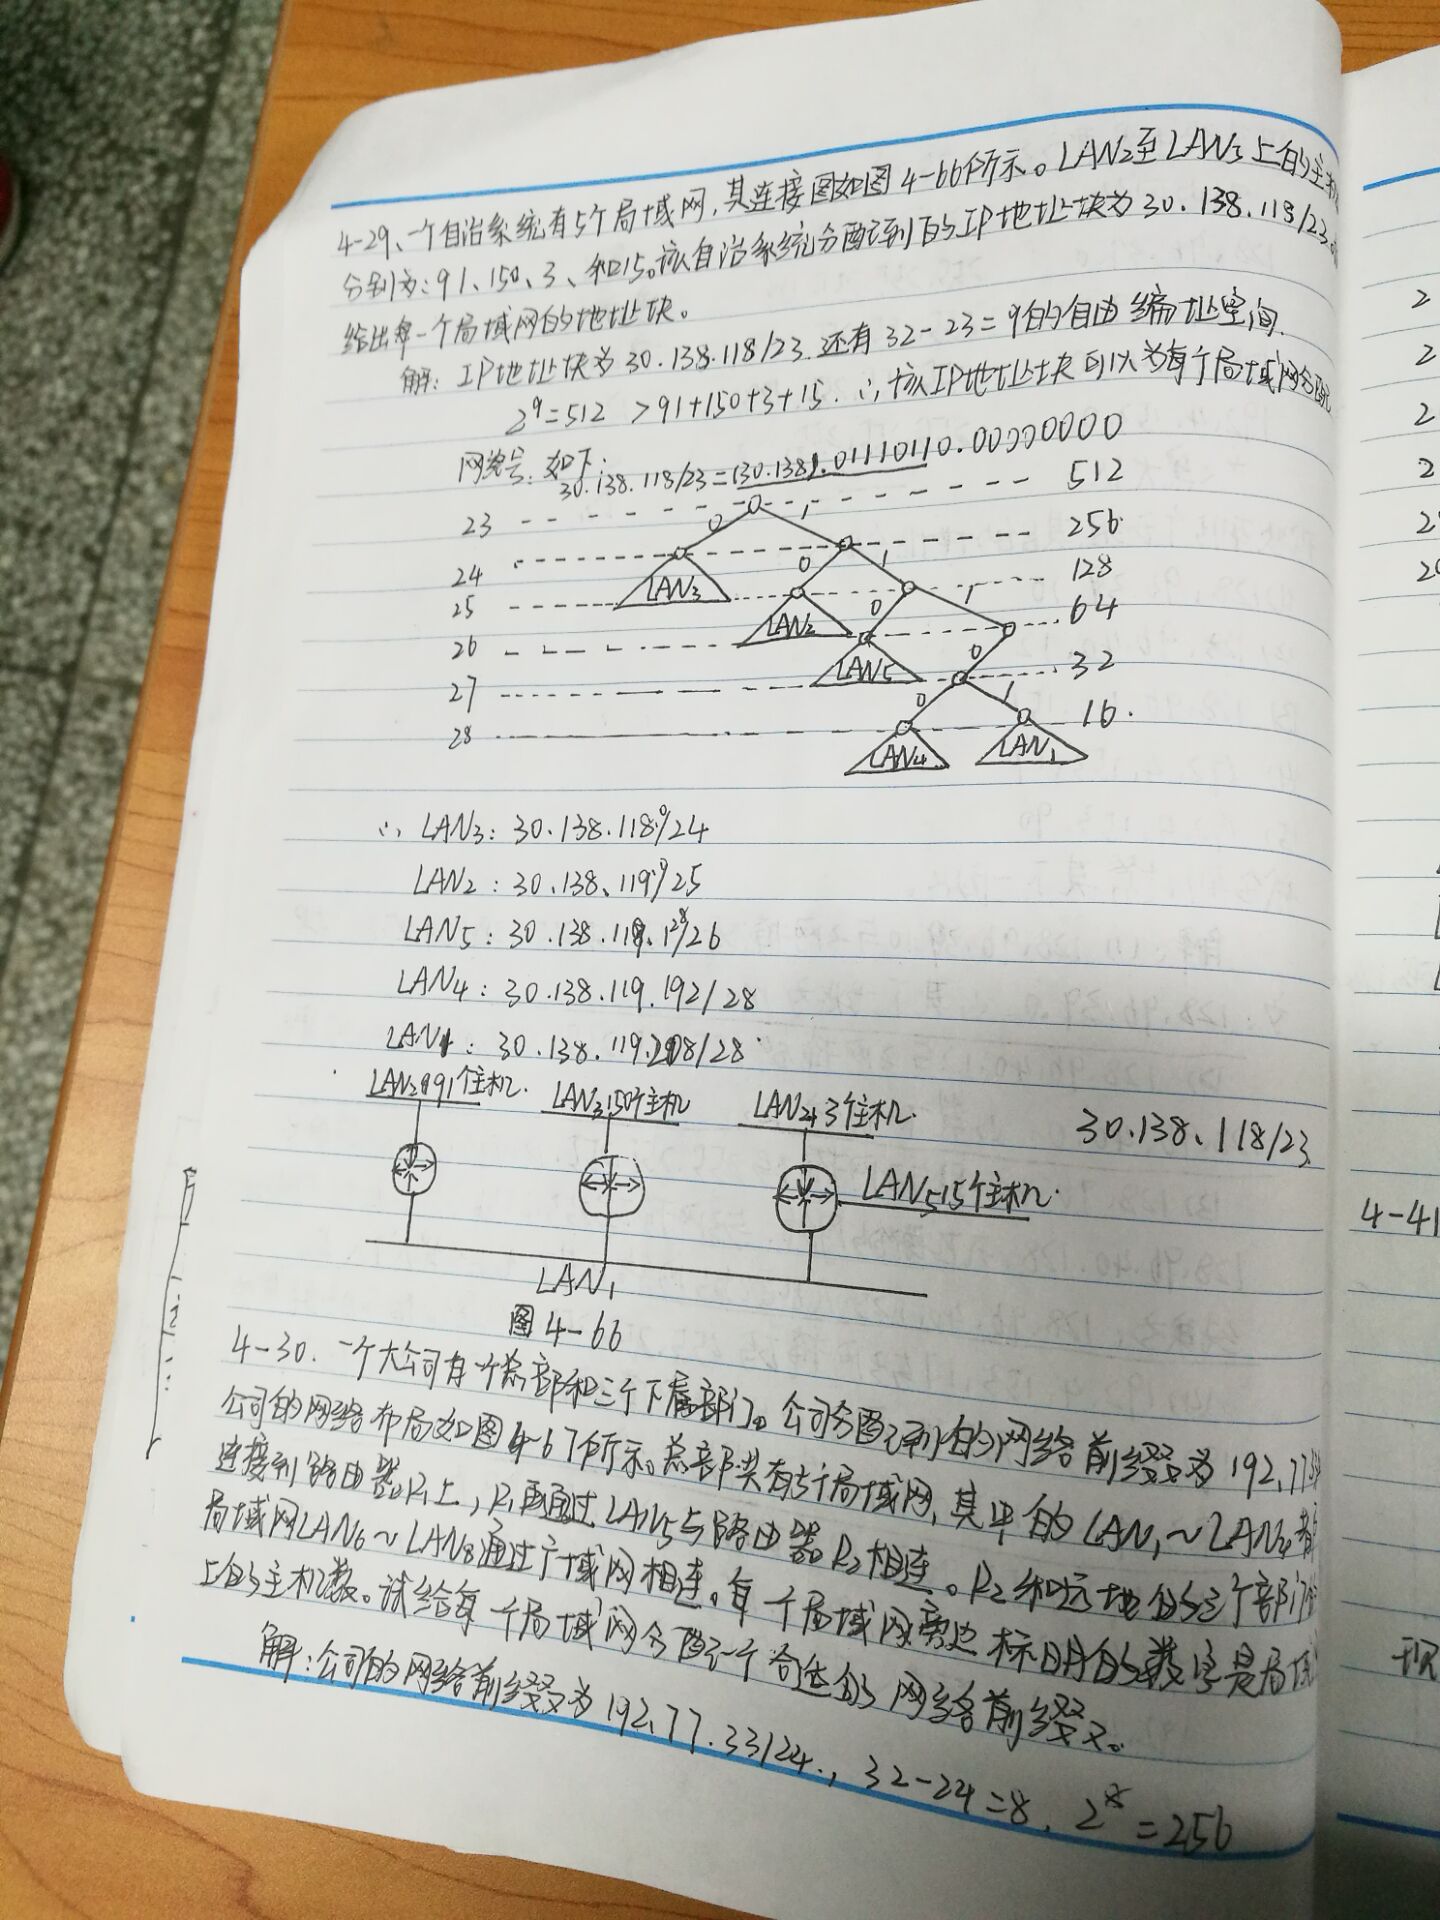 4-29、一个自治系统有5个局域网,其连接图如图4-66所示。LAN2至LAN5上的主机
分别为:91、150、3、和15。该自治系统分配到的IP地址块为30.138.118/23。
给出每一个局域网的地址块。
解: IP地址块为30.138.118/23 还有32-23=9的自由编址空间.
2⁹=512 >91+150+3+15. ∴该IP地址块可以为每个局域网分配
网络号:如下:
30.138.118/23=(30.138).01110110.00000000
23 512
0 1
24 256
0 1
LAN3
25 128
0 1
LAN2
26 64
0
LAN5
27 32
0 1
28 16.
LAN4 LAN1
∴ LAN3: 30.138.118.0/24
LAN2: 30.138.119.0/25
LAN5: 30.138.119.128/26
LAN4: 30.138.119.192/28
LAN1: 30.138.119.208/28
LAN2 91个主机. LAN3 150个主机 LAN4 3个主机.
30.138.118/23
LAN5 15个主机.
LAN1
图4-66
4-30. 一个大公司有一个总部和三个下属部门。公司分配到的网络前缀为192.77
公司的网络布局如图4-67所示。总部共有5个局域网,其中的LAN1~LAN4都
连接到路由器R1上,R1再通过LAN5与路由器R2相连。R2和远地的三个部门的
局域网LAN6~LAN8通过广域网相连。每一个局域网旁边标明的数字是局域
上的主机数。试给每一个局域网分配一个合适的网络前缀。
解:公司的网络前缀为192.77.33/24., 32-24=8. 2⁸=256
2
2
2
2
4-41